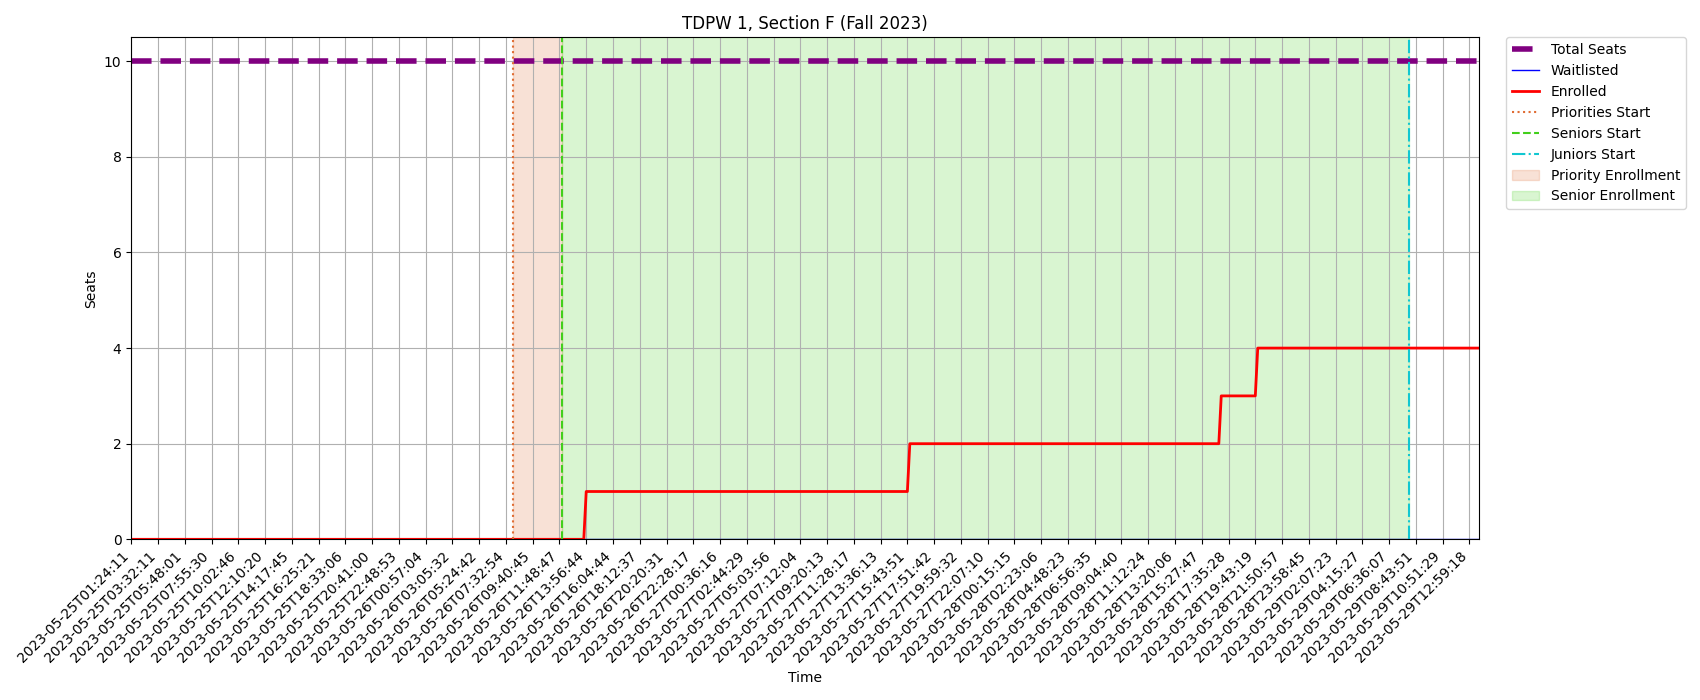 TDPW 1, Section F (Fall 2023)
Seats
10
8
6
4
2
0
2023-05-25T01:24:11
2023-05-25T03:32:11
2023-05-25T05:48:01
2023-05-25T07:55:30
2023-05-25T10:02:46
2023-05-25T12:10:20
2023-05-25T14:17:45
2023-05-25T16:25:21
2023-05-25T18:33:06
2023-05-25T20:41:00
2023-05-25T22:48:53
2023-05-26T00:57:04
2023-05-26T03:05:32
2023-05-26T05:24:42
2023-05-26T07:32:54
2023-05-26T09:40:45
2023-05-26T11:48:47
2023-05-26T13:56:44
2023-05-26T16:04:44
2023-05-26T18:12:37
2023-05-26T20:20:31
2023-05-26T22:28:17
2023-05-27T00:36:16
2023-05-27T02:44:29
2023-05-27T05:03:56
2023-05-27T07:12:04
2023-05-27T09:20:13
2023-05-27T11:28:17
2023-05-27T13:36:13
2023-05-27T15:43:51
2023-05-27T17:51:42
2023-05-27T19:59:32
2023-05-27T22:07:10
2023-05-28T00:15:15
2023-05-28T02:23:06
2023-05-28T04:48:23
2023-05-28T06:56:35
2023-05-28T09:04:40
2023-05-28T11:12:24
2023-05-28T13:20:06
2023-05-28T15:27:47
2023-05-28T17:35:28
2023-05-28T19:43:19
2023-05-28T21:50:57
2023-05-28T23:58:45
2023-05-29T02:07:23
2023-05-29T04:15:27
2023-05-29T06:36:07
2023-05-29T08:43:51
2023-05-29T10:51:29
2023-05-29T12:59:18
Time
Total Seats
Waitlisted
Enrolled
Priorities Start
Seniors Start
Juniors Start
Priority Enrollment
Senior Enrollment